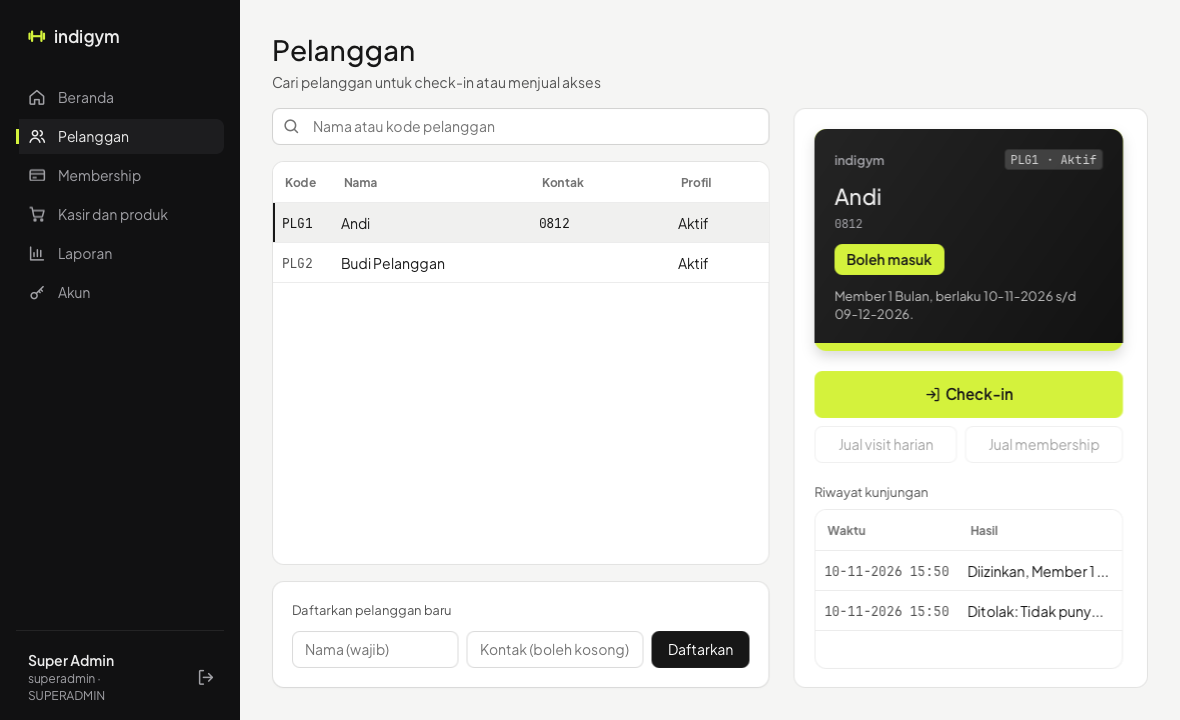 indigym
Beranda
Pelanggan
Membership
Kasir dan produk
Laporan
Akun
Super Admin
superadmin ·
SUPERADMIN
Pelanggan
Cari pelanggan untuk check-in atau menjual akses
Nama atau kode pelanggan
Kode Nama Kontak Profil
PLG1 Andi 0812 Aktif
PLG2 Budi Pelanggan Aktif
Daftarkan pelanggan baru
Nama (wajib) Kontak (boleh kosong) Daftarkan
indigym PLG1 · Aktif
Andi
0812
Boleh masuk
Member 1 Bulan, berlaku 10-11-2026 s/d
09-12-2026.
Check-in
Jual visit harian Jual membership
Riwayat kunjungan
Waktu Hasil
10-11-2026 15:50 Diizinkan, Member 1 ...
10-11-2026 15:50 Ditolak: Tidak puny...